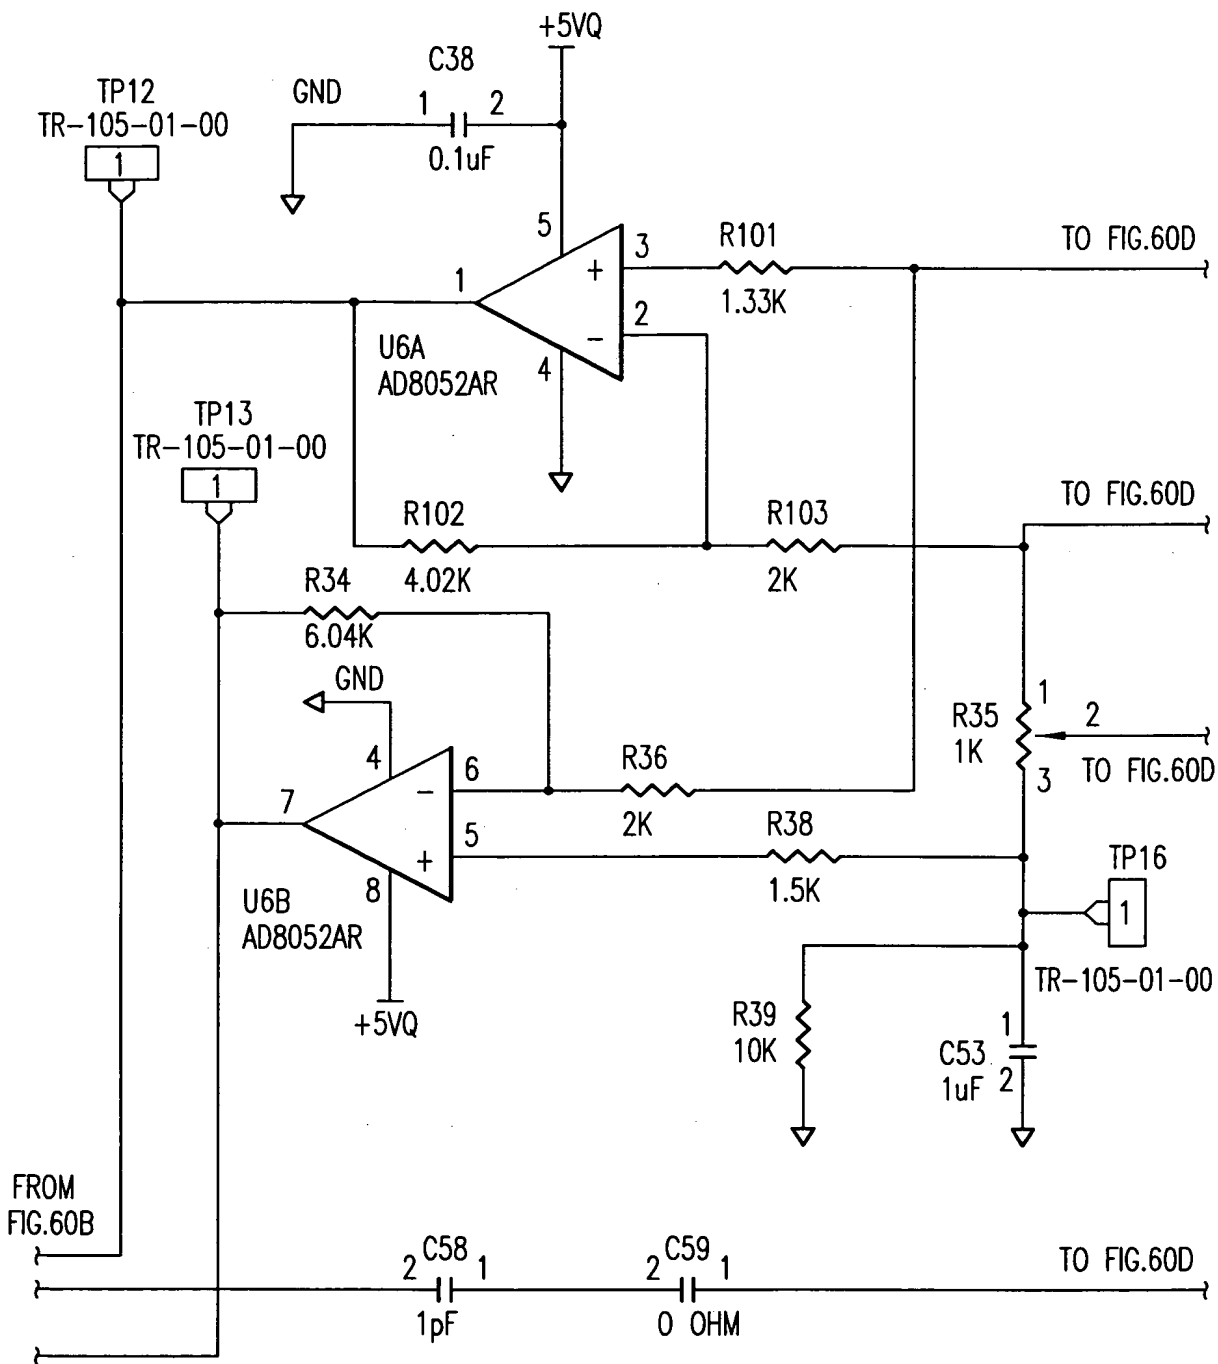 +5VQ
C38
GND
1
2
0.1uF
TP12
TR-105-01-00
1
5
3
R101
TO FIG.60D
+
1
1.33K
2
−
U6A
AD8052AR
4
TP13
TR-105-01-00
1
TO FIG.60D
R102
R103
4.02K
2K
R34
6.04K
GND
1
R35
1K
2
TO FIG.60D
3
4
6
R36
−
7
2K
R38
5
+
1.5K
TP16
1
8
U6B
AD8052AR
TR-105-01-00
+5VQ
R39
10K
1
C53
1uF
2
FROM
FIG.60B
2
C58
1
2
C59
1
TO FIG.60D
1pF
0 OHM